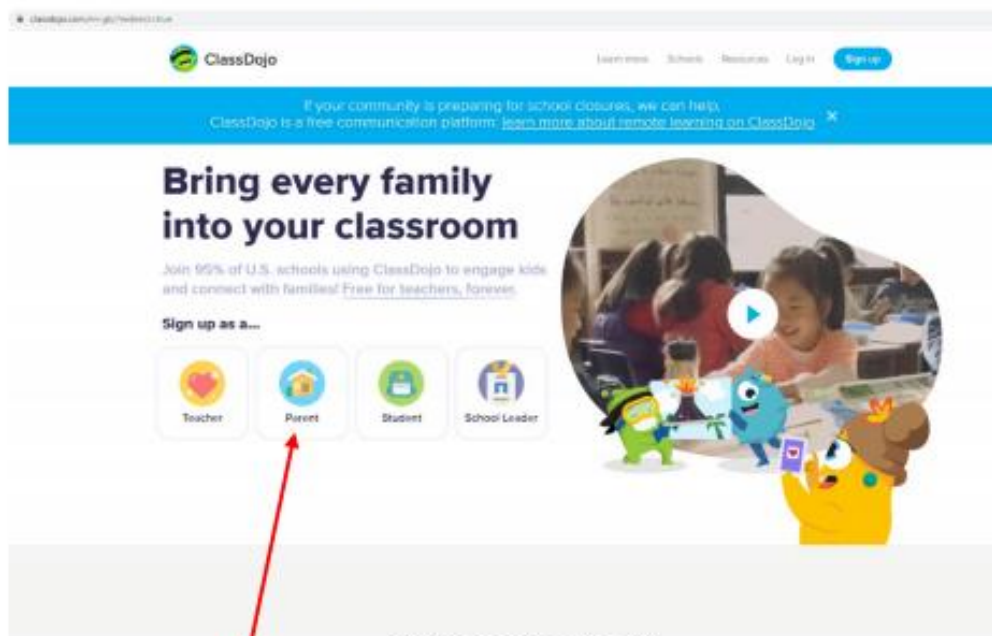 ClassDojo
Learn more Schools Resources Log in Sign up
If your community is preparing for school closures, we can help.
ClassDojo is a free communication platform: learn more about remote learning on ClassDojo ×
Bring every family
into your classroom
Join 95% of U.S. schools using ClassDojo to engage kids
and connect with families! Free for teachers, forever.
Sign up as a...
Teacher Parent Student School Leader